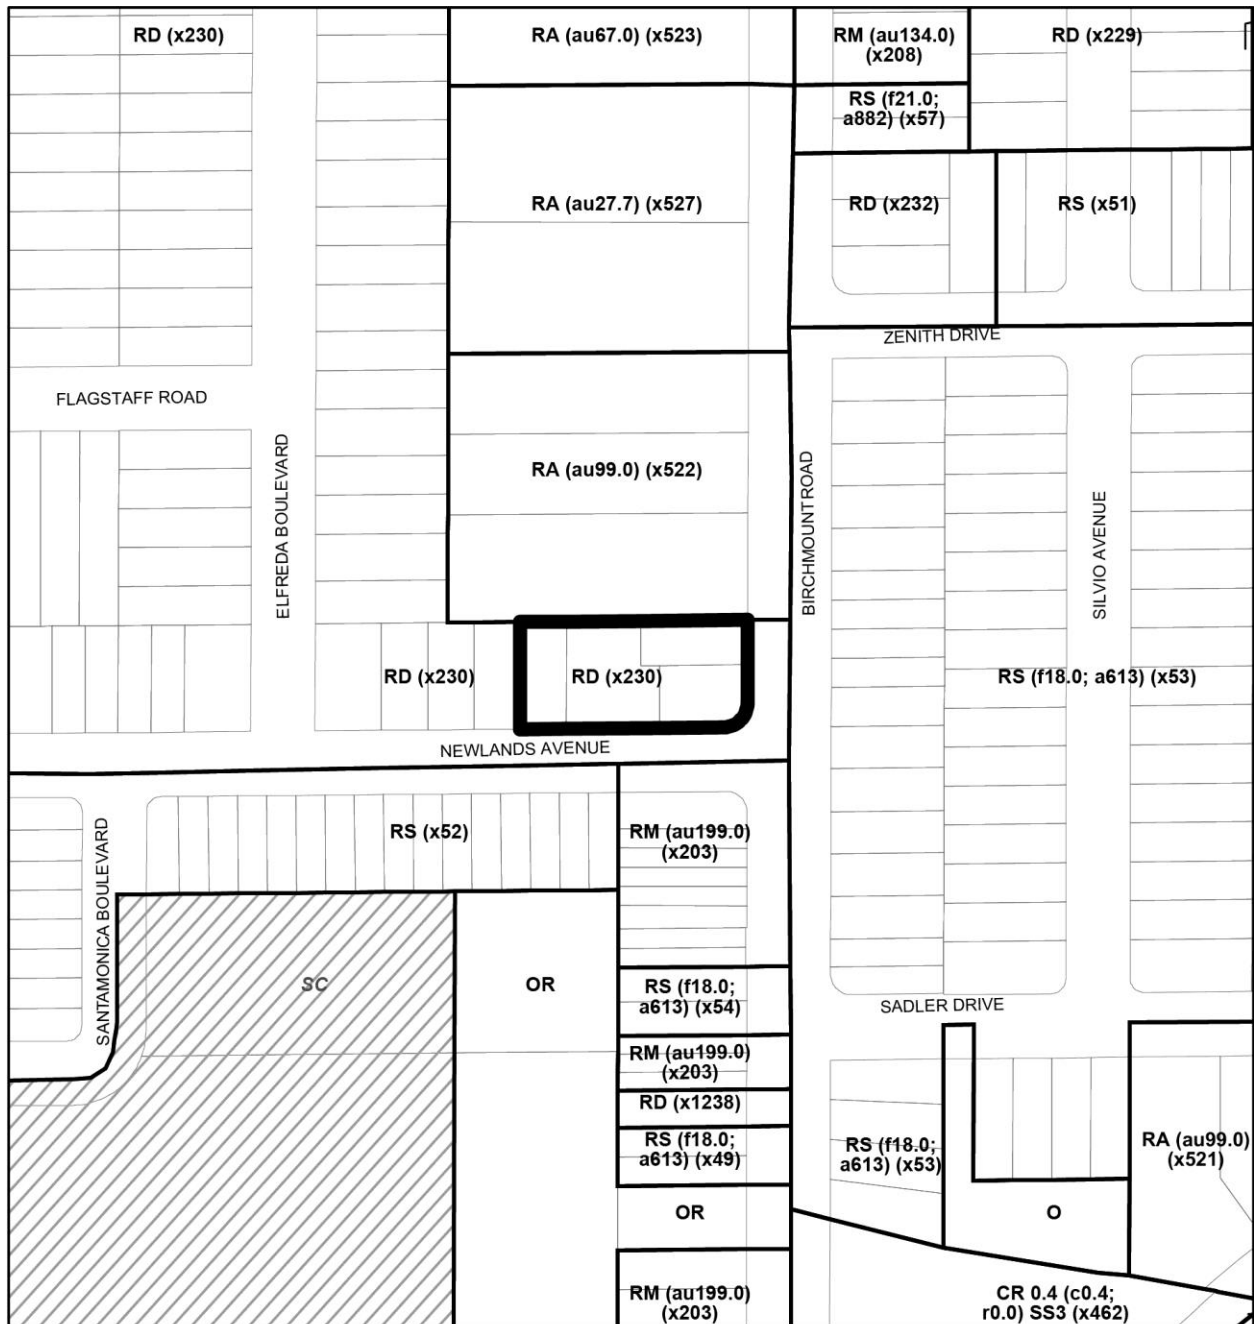 RD (x230)
RA (au67.0) (x523)
RM (au134.0)
(x208)
RD (x229)
RS (f21.0;
a882) (x57)
RA (au27.7) (x527)
RD (x232)
RS (x51)
ZENITH DRIVE
FLAGSTAFF ROAD
ELFREDA BOULEVARD
RA (au99.0) (x522)
BIRCHMOUNT ROAD
SILVIO AVENUE
RD (x230)
RD (x230)
RS (f18.0; a613) (x53)
NEWLANDS AVENUE
SANTAMONICA BOULEVARD
RS (x52)
RM (au199.0)
(x203)
SC
OR
RS (f18.0;
a613) (x54)
SADLER DRIVE
RM (au199.0)
(x203)
RD (x1238)
RS (f18.0;
a613) (x49)
RS (f18.0;
a613) (x53)
RA (au99.0)
(x521)
OR
O
RM (au199.0)
(x203)
CR 0.4 (c0.4;
r0.0) SS3 (x462)